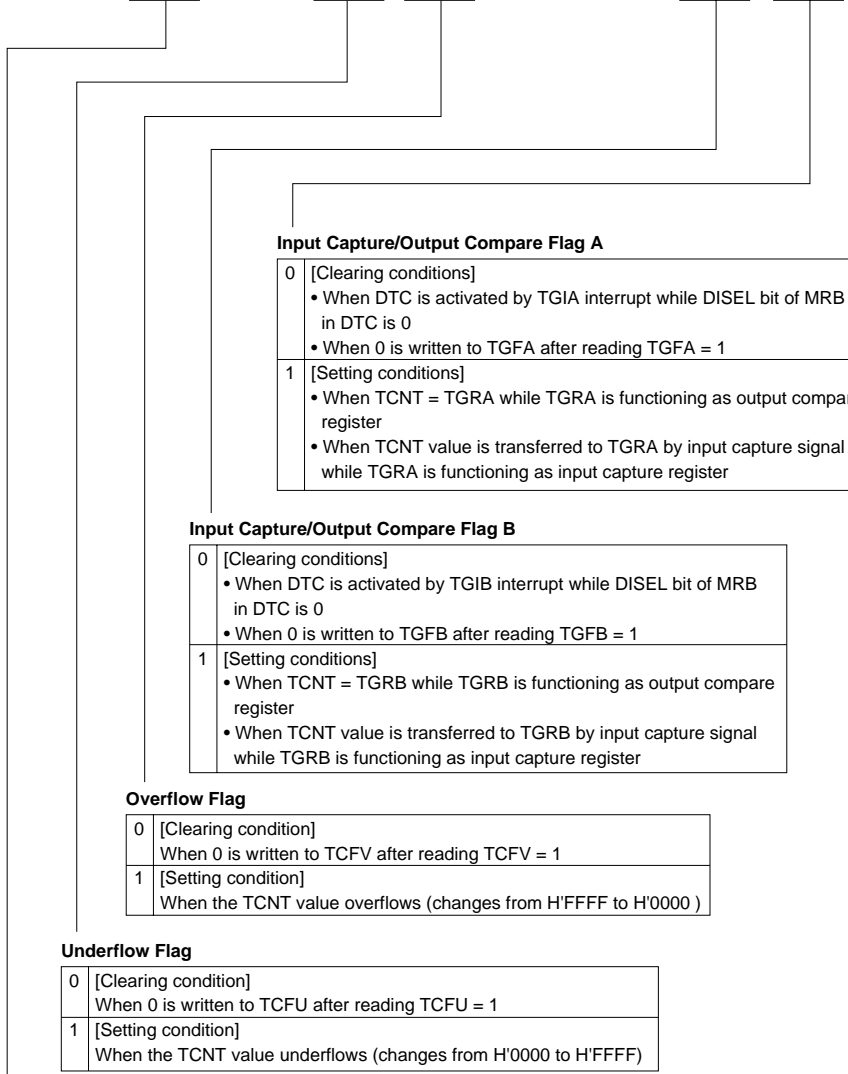 Input Capture/Output Compare Flag A
0 [Clearing conditions]
• When DTC is activated by TGIA interrupt while DISEL bit of MRB
in DTC is 0
• When 0 is written to TGFA after reading TGFA = 1
1 [Setting conditions]
• When TCNT = TGRA while TGRA is functioning as output
register
• When TCNT value is transferred to TGRA by input capture signal
while TGRA is functioning as input capture register
Input Capture/Output Compare Flag B
0 [Clearing conditions]
• When DTC is activated by TGIB interrupt while DISEL bit of MRB
in DTC is 0
• When 0 is written to TGFB after reading TGFB = 1
1 [Setting conditions]
• When TCNT = TGRB while TGRB is functioning as output compare
register
• When TCNT value is transferred to TGRB by input capture signal
while TGRB is functioning as input capture register
Overflow Flag
0 [Clearing condition]
When 0 is written to TCFV after reading TCFV = 1
1 [Setting condition]
When the TCNT value overflows (changes from H'FFFF to H'0000 )
Underflow Flag
0 [Clearing condition]
When 0 is written to TCFU after reading TCFU = 1
1 [Setting condition]
When the TCNT value underflows (changes from H'0000 to H'FFFF)